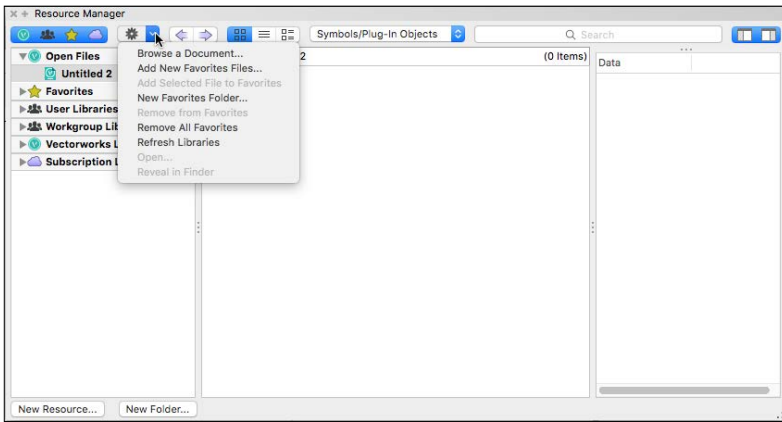 Resource Manager
Symbols/Plug-In Objects
Search
Open Files
2
(0 Items)
Data
Untitled 2
Favorites
User Libraries
Workgroup Lib
Vectorworks L
Subscription L
Browse a Document...
Add New Favorites Files...
Add Selected File to Favorites
New Favorites Folder...
Remove from Favorites
Remove All Favorites
Refresh Libraries
Open...
Reveal in Finder
New Resource...
New Folder...